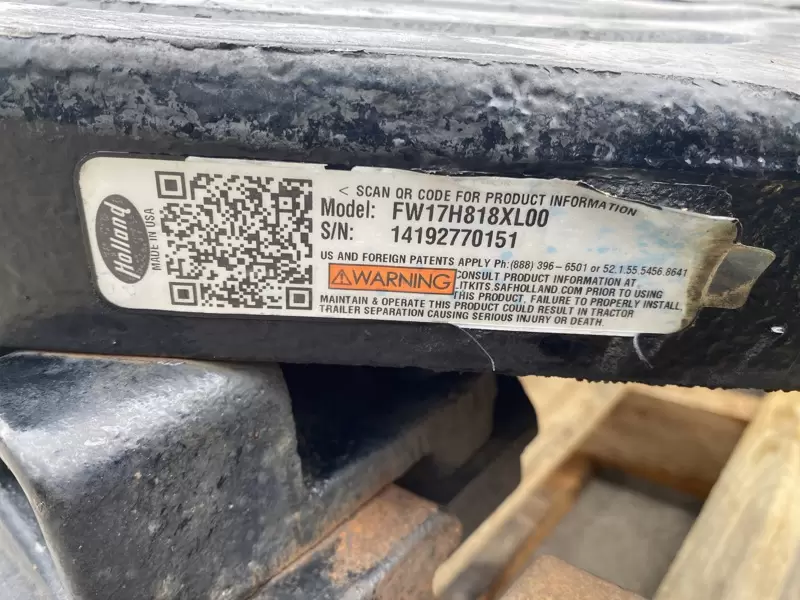 Holland
MADE IN USA
< SCAN QR CODE FOR PRODUCT INFORMATION
Model: FW17H818XL00
S/N: 14192770151
US AND FOREIGN PATENTS APPLY Ph:(888) 396-6501 or 52.1.55.5456.8641
WARNING
CONSULT PRODUCT INFORMATION AT
ITKITS.SAFHOLLAND.COM PRIOR TO USING
THIS PRODUCT. FAILURE TO PROPERLY INSTALL,
MAINTAIN & OPERATE THIS PRODUCT COULD RESULT IN TRACTOR
TRAILER SEPARATION CAUSING SERIOUS INJURY OR DEATH.